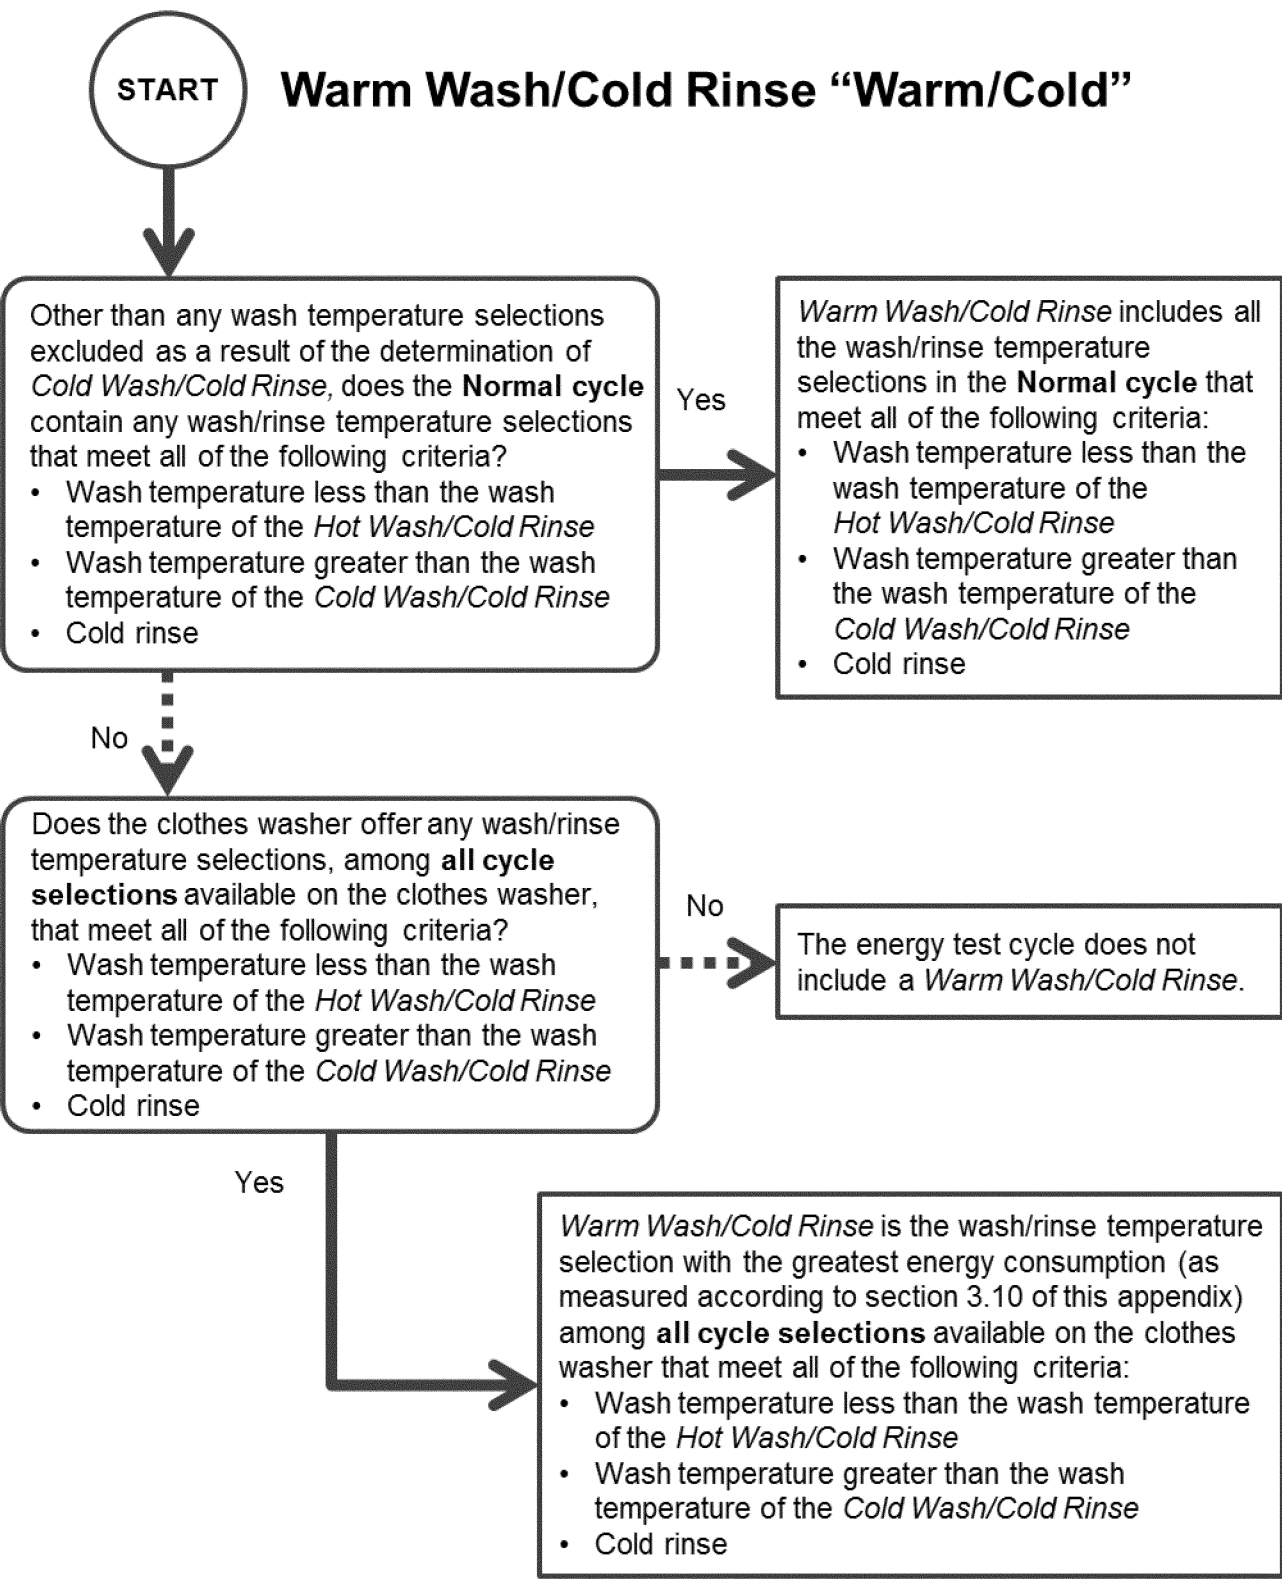 START
Warm Wash/Cold Rinse “Warm/Cold”
Other than any wash temperature selections
excluded as a result of the determination of
Cold Wash/Cold Rinse, does the Normal cycle
contain any wash/rinse temperature selections
that meet all of the following criteria?
• Wash temperature less than the wash
temperature of the Hot Wash/Cold Rinse
• Wash temperature greater than the wash
temperature of the Cold Wash/Cold Rinse
• Cold rinse
Yes
Warm Wash/Cold Rinse includes all
the wash/rinse temperature
selections in the Normal cycle that
meet all of the following criteria:
• Wash temperature less than the
wash temperature of the
Hot Wash/Cold Rinse
• Wash temperature greater than
the wash temperature of the
Cold Wash/Cold Rinse
• Cold rinse
No
Does the clothes washer offer any wash/rinse
temperature selections, among all cycle
selections available on the clothes washer,
that meet all of the following criteria?
• Wash temperature less than the wash
temperature of the Hot Wash/Cold Rinse
• Wash temperature greater than the wash
temperature of the Cold Wash/Cold Rinse
• Cold rinse
No
The energy test cycle does not
include a Warm Wash/Cold Rinse.
Yes
Warm Wash/Cold Rinse is the wash/rinse temperature
selection with the greatest energy consumption (as
measured according to section 3.10 of this appendix)
among all cycle selections available on the clothes
washer that meet all of the following criteria:
• Wash temperature less than the wash temperature
of the Hot Wash/Cold Rinse
• Wash temperature greater than the wash
temperature of the Cold Wash/Cold Rinse
• Cold rinse